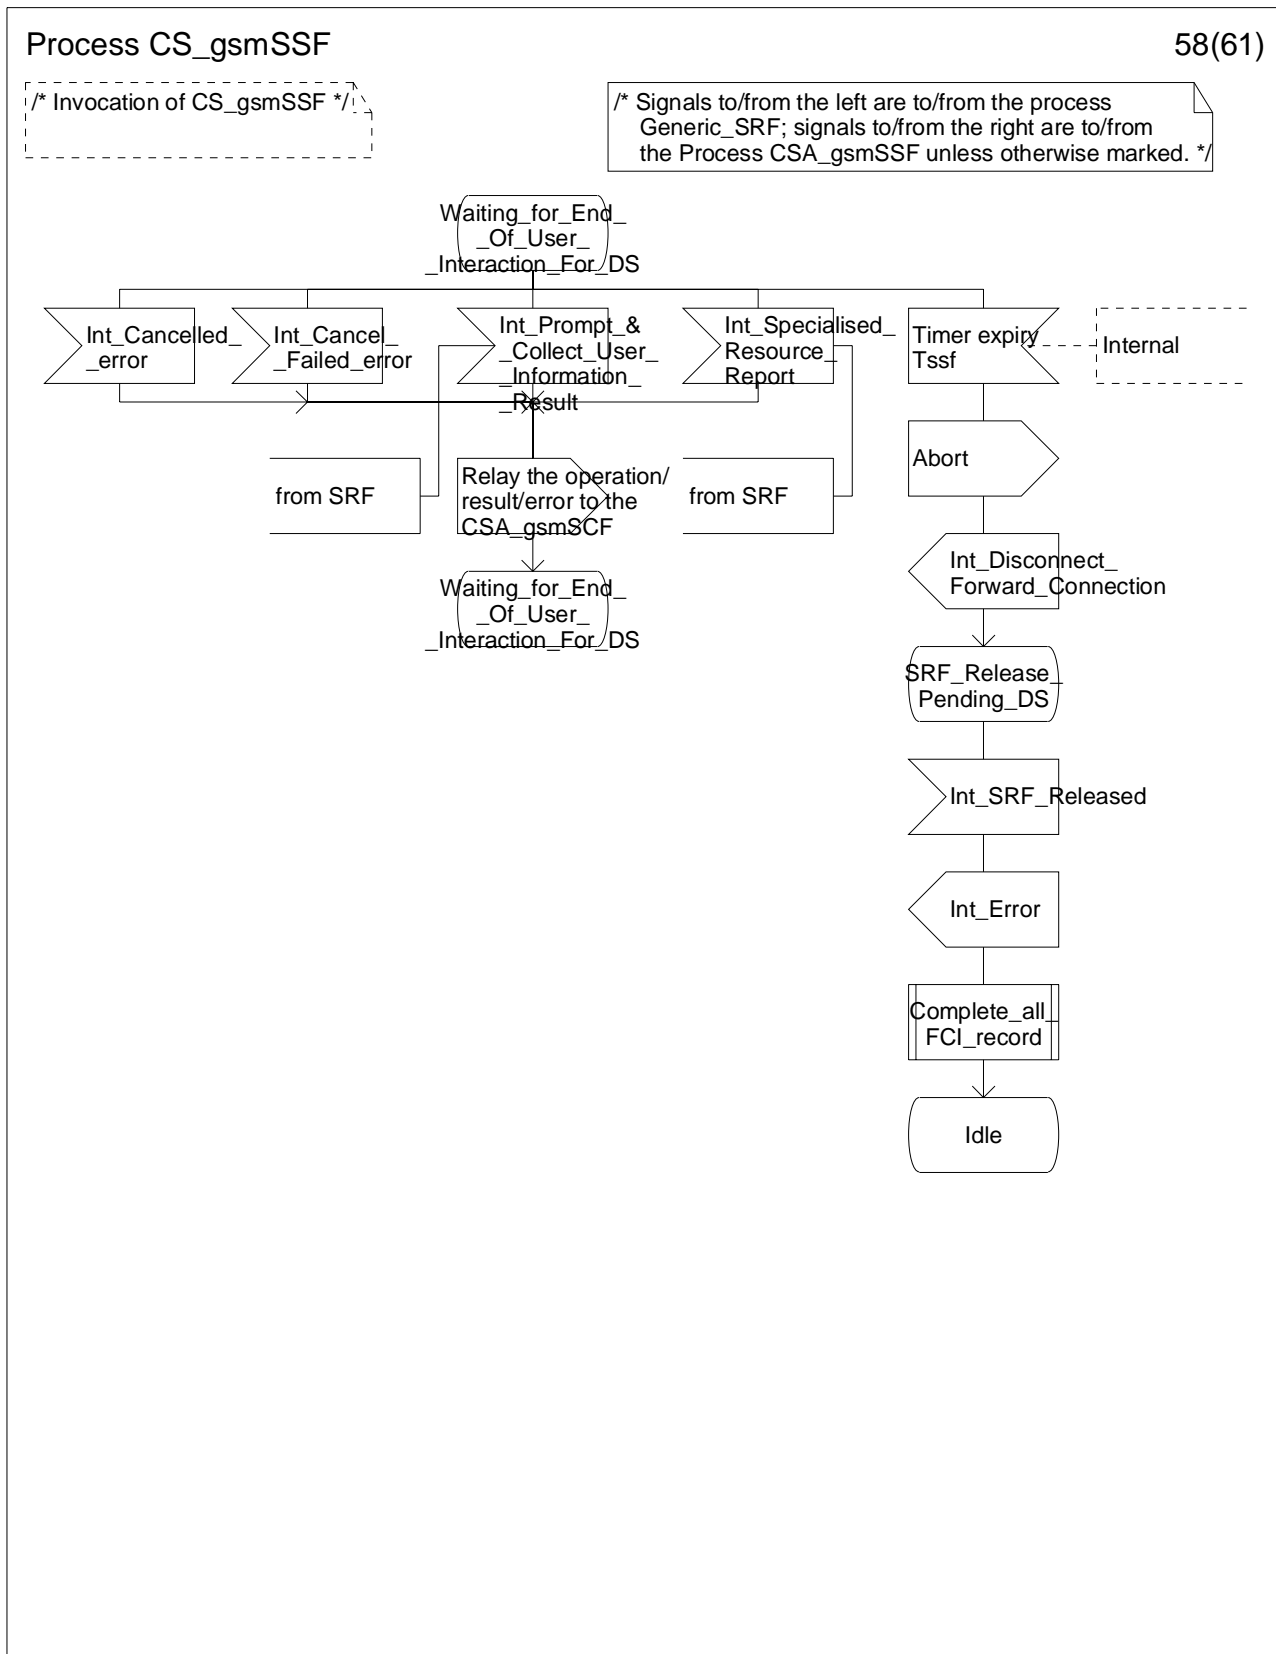 Process CS_gsmSSF
58(61)
/* Invocation of CS_gsmSSF */
/* Signals to/from the left are to/from the process
Generic_SRF; signals to/from the right are to/from
the Process CSA_gsmSSF unless otherwise marked. */
Waiting_for_End_
_Of_User_
_Interaction_For_DS
Int_Cancelled_
_error
Int_Cancel_
_Failed_error
Int_Prompt_&
_Collect_User_
_Information_
_Result
Int_Specialised_
Resource_
Report
Timer expiry
Tssf
Internal
from SRF
Relay the operation/
result/error to the
CSA_gsmSCF
from SRF
Abort
Waiting_for_End_
_Of_User_
_Interaction_For_DS
Int_Disconnect_
Forward_Connection
SRF_Release_
Pending_DS
Int_SRF_Released
Int_Error
Complete_all_
FCI_record
Idle